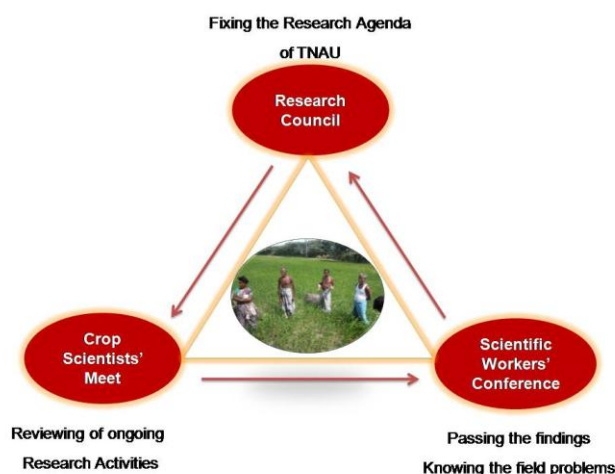 Fixing the Research Agenda
of TNAU
Research
Council
Crop
Scientists'
Meet
Scientific
Workers'
Conference
Reviewing of ongoing
Research Activities
Passing the findings
Knowing the field problems